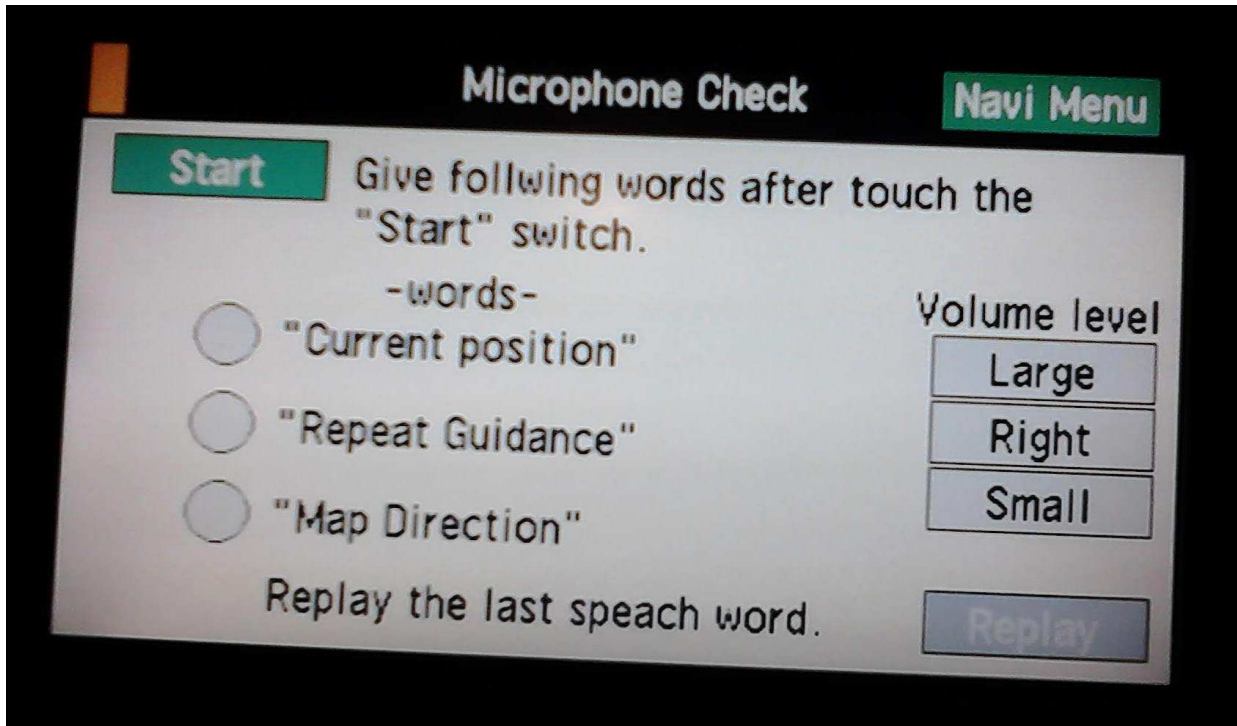 Microphone Check
Navi Menu
Start
Give follwing words after touch the
"Start" switch.
-words-
"Current position"
"Repeat Guidance"
"Map Direction"
Volume level
Large
Right
Small
Replay the last speach word.
Replay